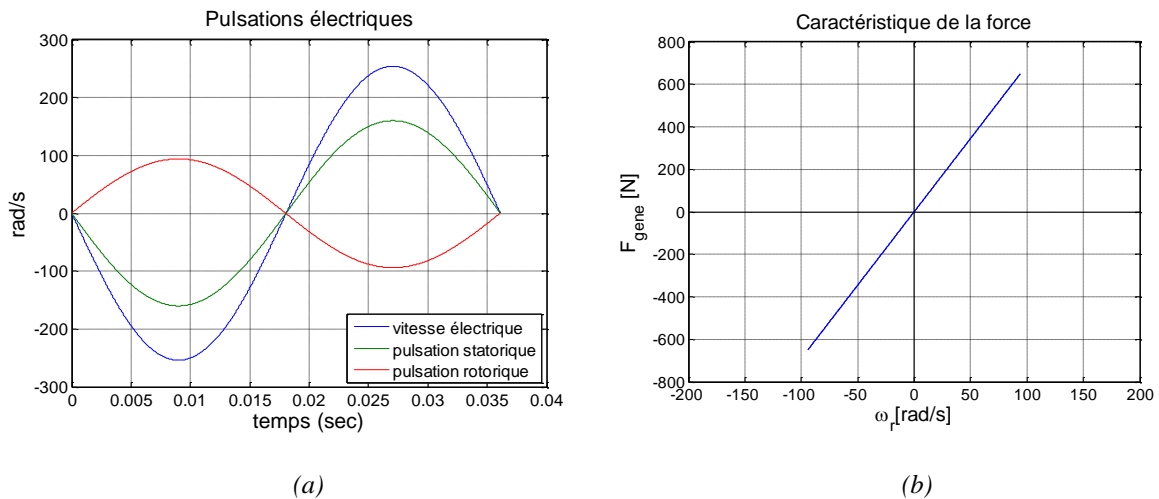 Pulsations électriques
300
200
100
0
-100
-200
-300
rad/s
vitesse électrique
pulsation statorique
pulsation rotorique
0 0.005 0.01 0.015 0.02 0.025 0.03 0.035 0.04
temps (sec)
(a)
Caractéristique de la force
800
600
400
200
0
-200
-400
-600
-800
F_gene [N]
-200 -150 -100 -50 0 50 100 150 200
ω_r[rad/s]
(b)